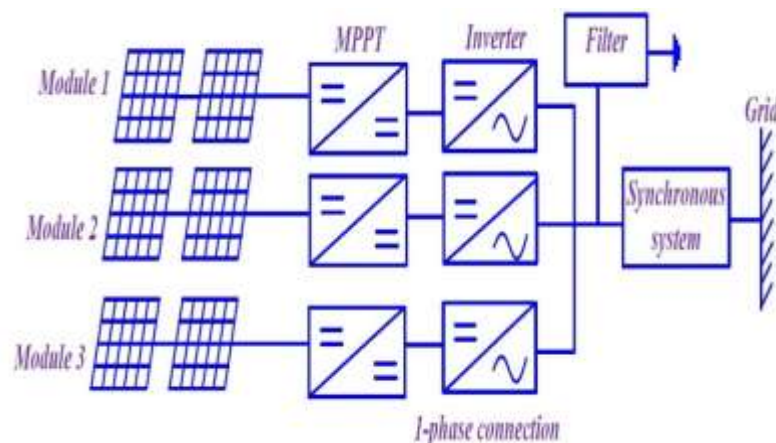 MPPT
Inverter
Filter
Module 1
Grid
Module 2
Synchronous
system
Module 3
1-phase connection